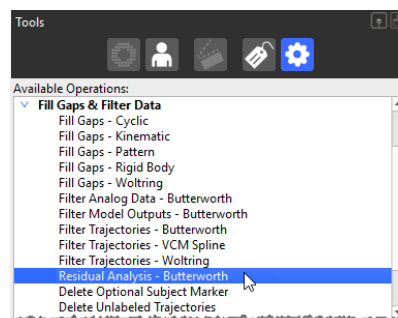 Tools
Available Operations:
Fill Gaps & Filter Data
Fill Gaps - Cyclic
Fill Gaps - Kinematic
Fill Gaps - Pattern
Fill Gaps - Rigid Body
Fill Gaps - Woltring
Filter Analog Data - Butterworth
Filter Model Outputs - Butterworth
Filter Trajectories - Butterworth
Filter Trajectories - VCM Spline
Filter Trajectories - Woltring
Residual Analysis - Butterworth
Delete Optional Subject Marker
Delete Unlabeled Trajectories